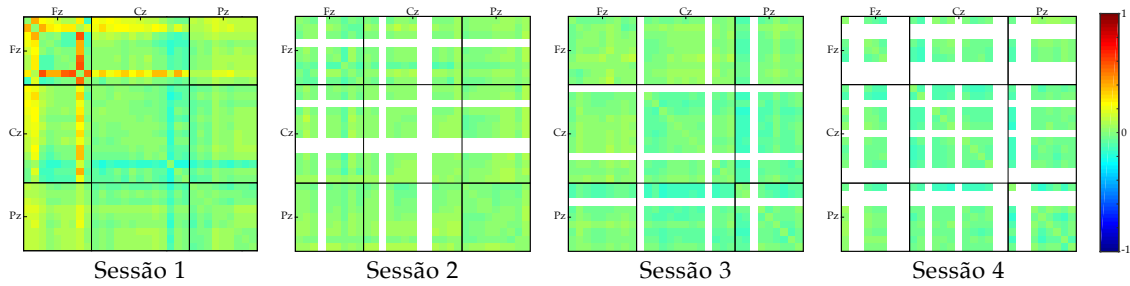 Fz Cz Pz Fz Cz Pz Fz Cz Pz Fz Cz Pz
1
Fz Fz Fz Fz
Cz Cz Cz Cz
0
Pz Pz Pz Pz
-1
Sessão 1 Sessão 2 Sessão 3 Sessão 4